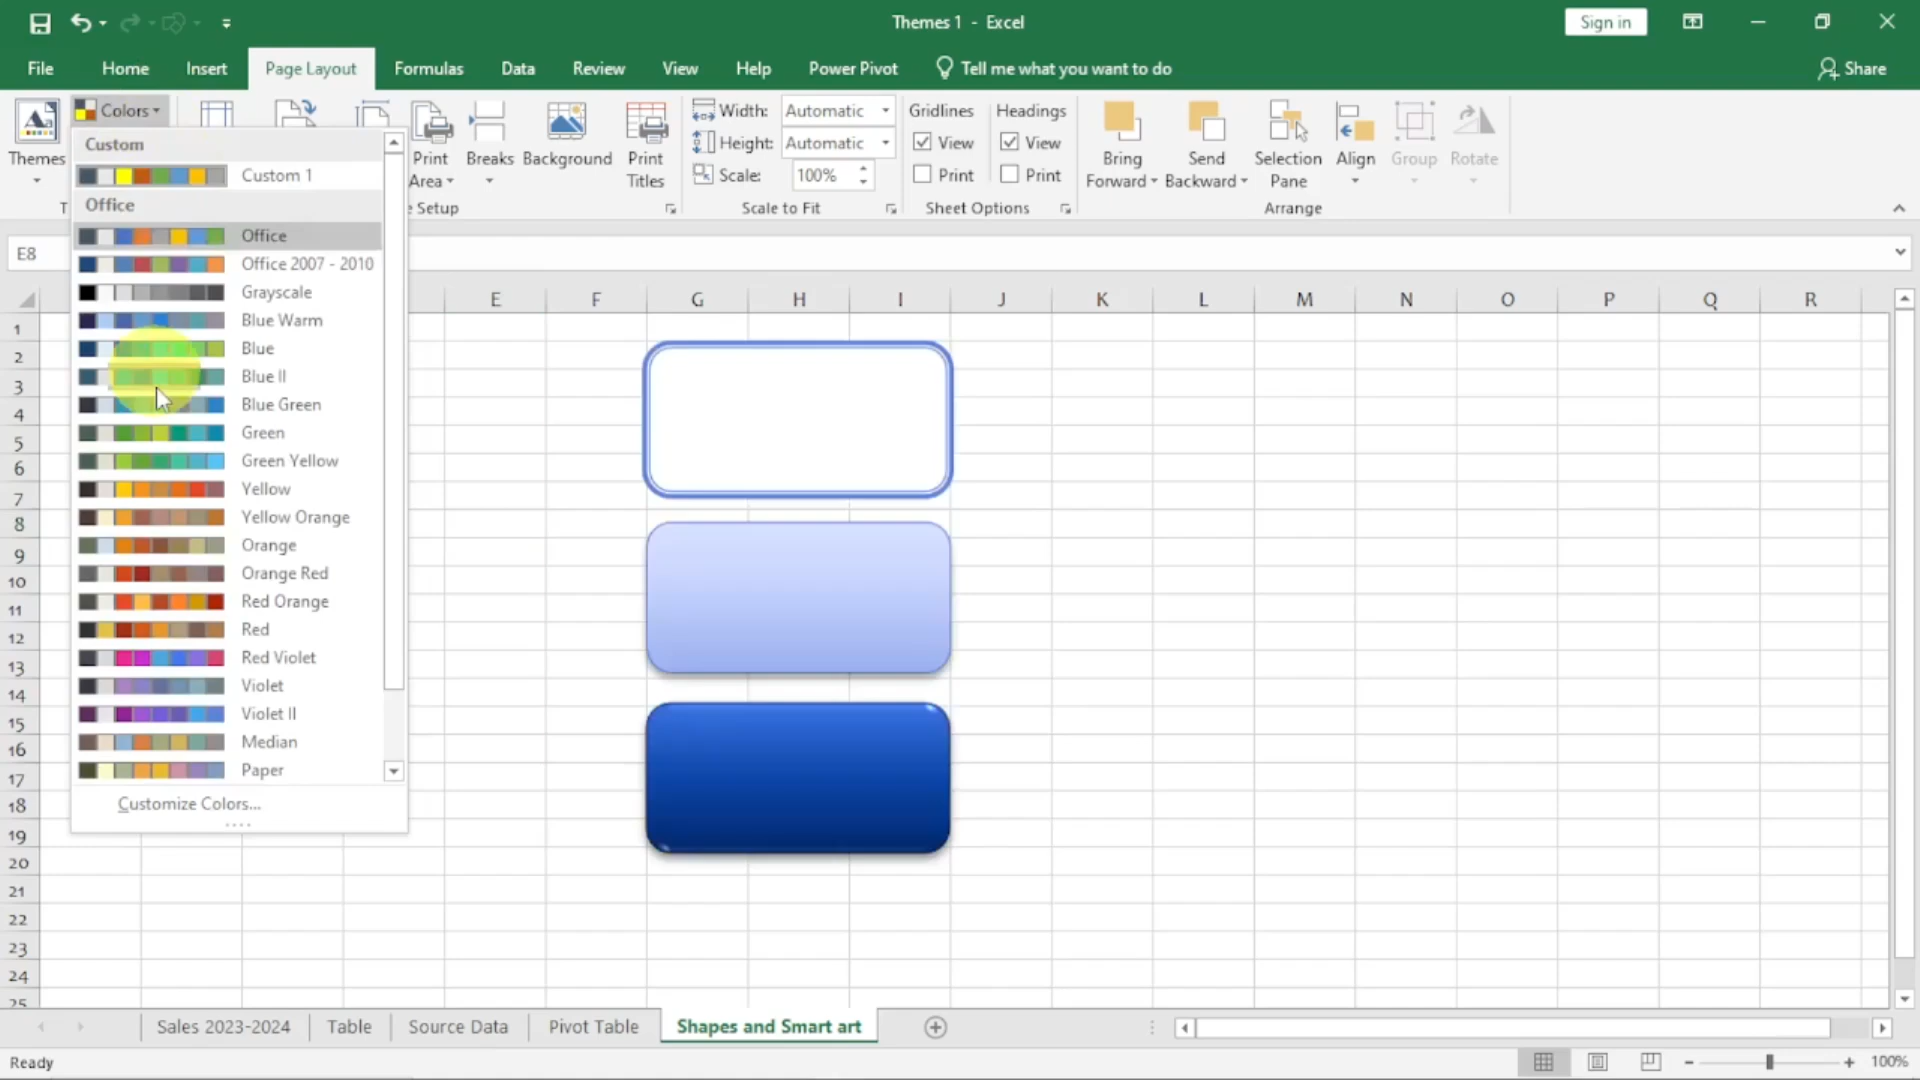 Themes 1 - Excel
Sign in
File Home Insert Page Layout Formulas Data Review View Help Power Pivot Tell me what you want to do Share
Themes
Colors
Custom
Custom 1
Office
Office
Office 2007 - 2010
Grayscale
Blue Warm
Blue
Blue II
Blue Green
Green
Green Yellow
Yellow
Yellow Orange
Orange
Orange Red
Red Orange
Red
Red Violet
Violet
Violet II
Median
Paper
Customize Colors...
Print
Area
Breaks
Background
Print
Titles
Width: Automatic
Height: Automatic
Scale: 100%
Scale to Fit
Gridlines Headings
View View
Print Print
Sheet Options
Bring
Forward
Send
Backward
Selection
Pane
Align
Group
Rotate
Arrange
T
e Setup
E8
E F G H I J K L M N O P Q R
1
2
3
4
5
6
7
8
9
10
11
12
13
14
15
16
17
18
19
20
21
22
23
24
25
Sales 2023-2024 Table Source Data Pivot Table Shapes and Smart art
Ready
100%